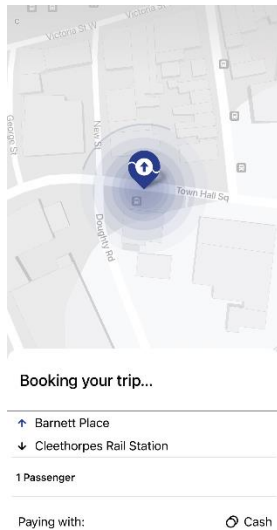 Victoria St W
Victoria St
George St
New St
Town Hall Sq
Doughty Rd
Booking your trip...
↑ Barnett Place
↓ Cleethorpes Rail Station
1 Passenger
Paying with: Cash